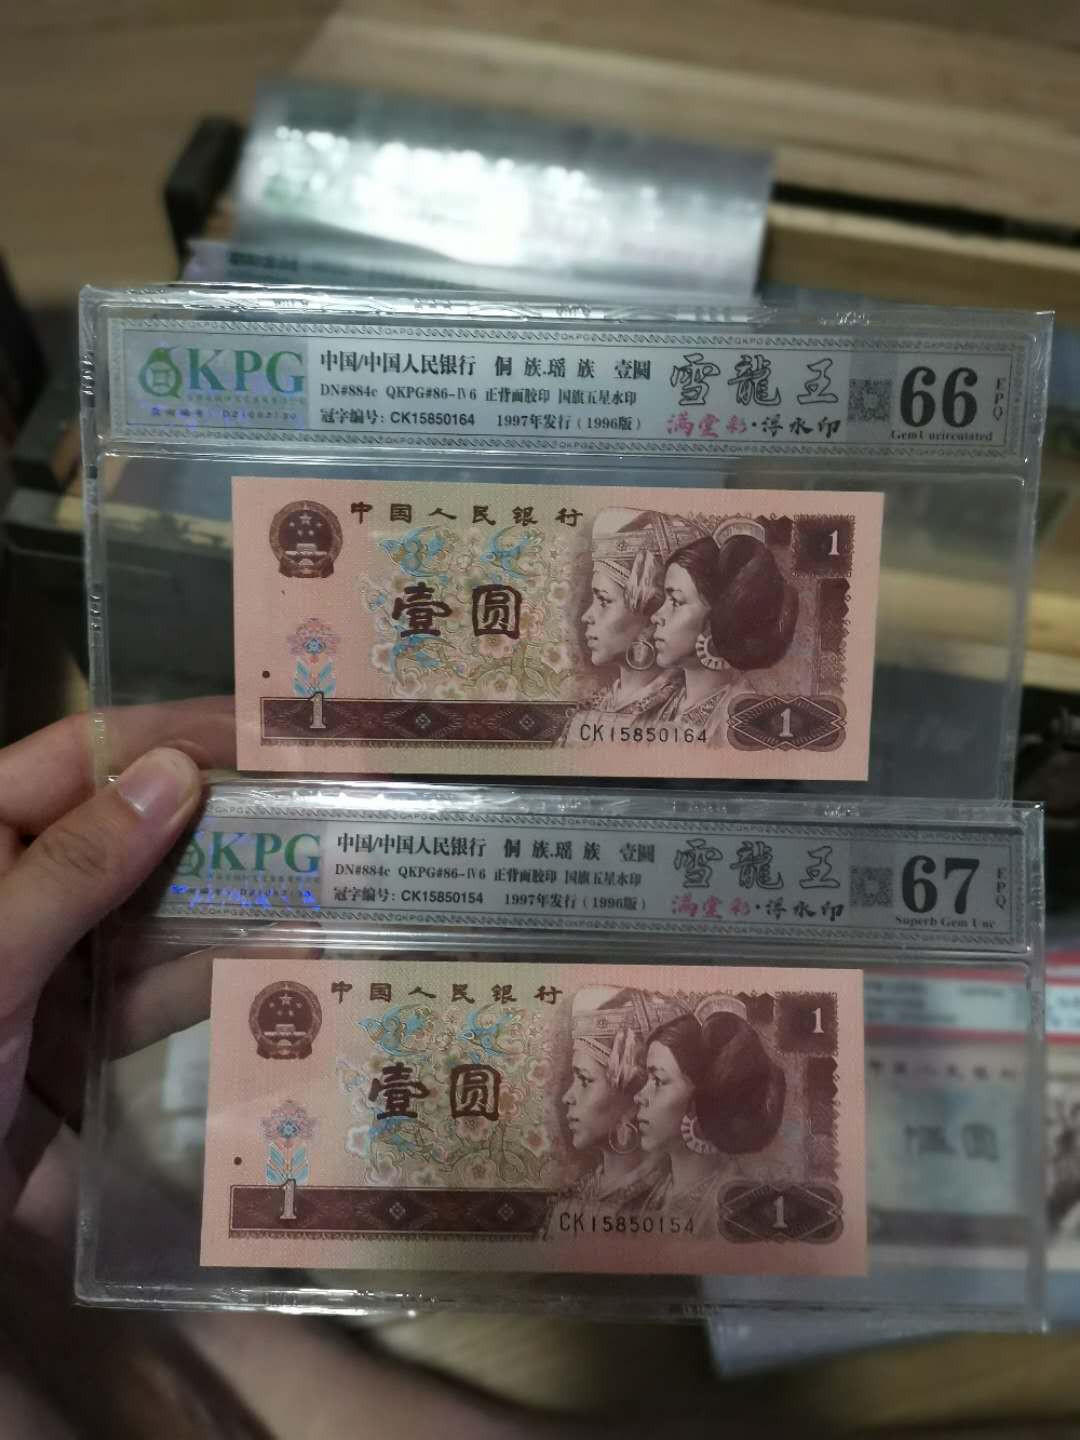 QKPG
中国/中国人民银行 侗族.瑶族 壹圆
DN#884c QKPG#86-Ⅳ6 正背面胶印 国旗五星水印
冠字编号: CK15850164 1997年发行(1996版)
雪龍王
满堂彩·浮水印
66
EPQ
Gem Uncirculated
中国人民银行
1
壹圆
1
CK15850164
1
QKPG
中国/中国人民银行 侗族.瑶族 壹圆
DN#884c QKPG#86-Ⅳ6 正背面胶印 国旗五星水印
冠字编号: CK15850154 1997年发行(1996版)
雪龍王
满堂彩·浮水印
67
EPQ
Superb Gem Unc
中国人民银行
1
壹圆
1
CK15850154
1